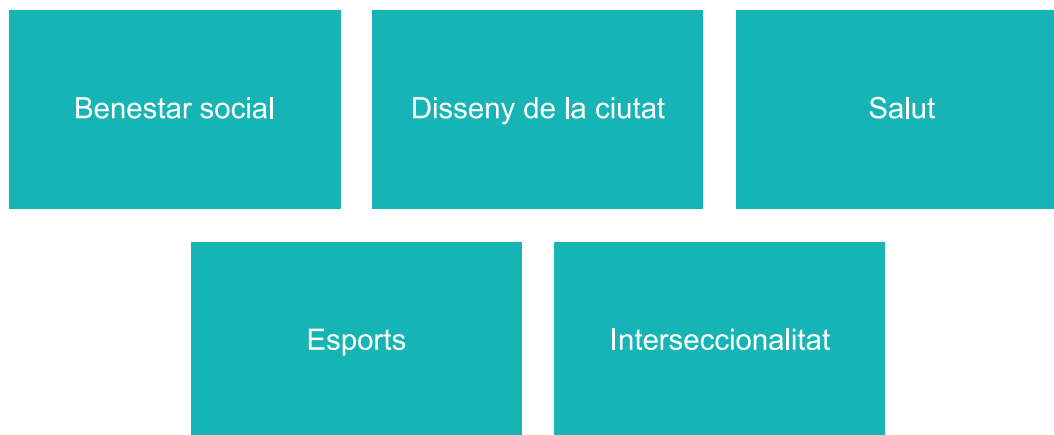 Benestar social
Disseny de la ciutat
Salut
Esports
Interseccionalitat